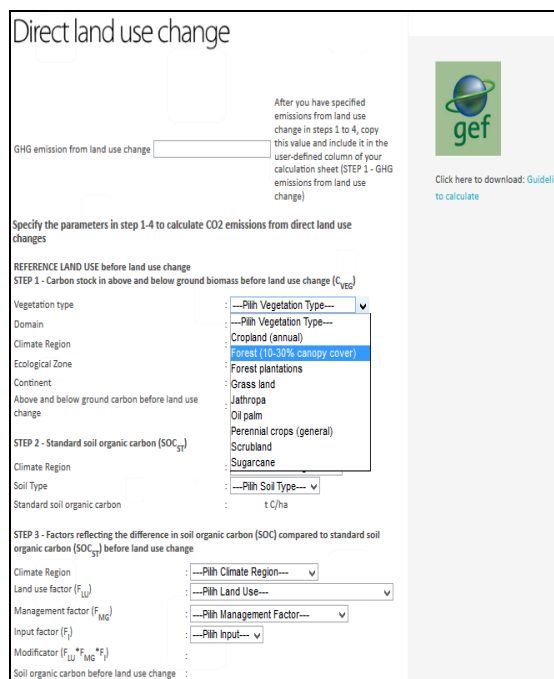 Direct land use change
After you have specified
emissions from land use
change in steps 1 to 4, copy
GHG emission from land use change
this value and include it in the
user-defined column of your
calculation sheet (STEP 1 - GHG
emissions from land use
change)
gef
Click here to download: Guideli
to calculate
Specify the parameters in step 1-4 to calculate CO2 emissions from direct land use
changes
REFERENCE LAND USE before land use change
STEP 1 - Carbon stock in above and below ground biomass before land use change (C_VEG)
Vegetation type : ---Pilih Vegetation Type---
Domain : ---Pilih Vegetation Type---
Cropland (annual)
Climate Region :
Forest (10-30% canopy cover)
Ecological Zone :
Forest plantations
Continent :
Grass land
Above and below ground carbon before land use
change :
Jathropa
Oil palm
Perennial crops (general)
STEP 2 - Standard soil organic carbon (SOC_ST)
Scrubland
Climate Region :
Sugarcane
Soil Type : ---Pilih Soil Type---
Standard soil organic carbon : t C/ha
STEP 3 - Factors reflecting the difference in soil organic carbon (SOC) compared to standard soil
organic carbon (SOC_ST) before land use change
Climate Region : ---Pilih Climate Region---
Land use factor (F_LU) : ---Pilih Land Use---
Management factor (F_MG) : ---Pilih Management Factor---
Input factor (F_I) : ---Pilih Input---
Modificator (F_LU*F_MG*F_I) :
Soil organic carbon before land use change :